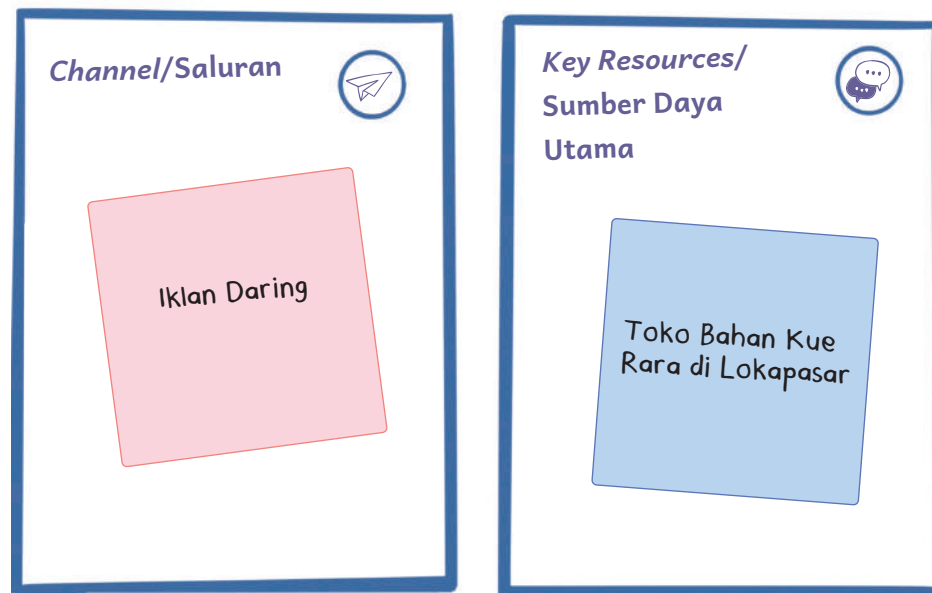 Channel/Saluran
Iklan Daring
Key Resources/
Sumber Daya
Utama
Toko Bahan Kue
Rara di Lokapasar